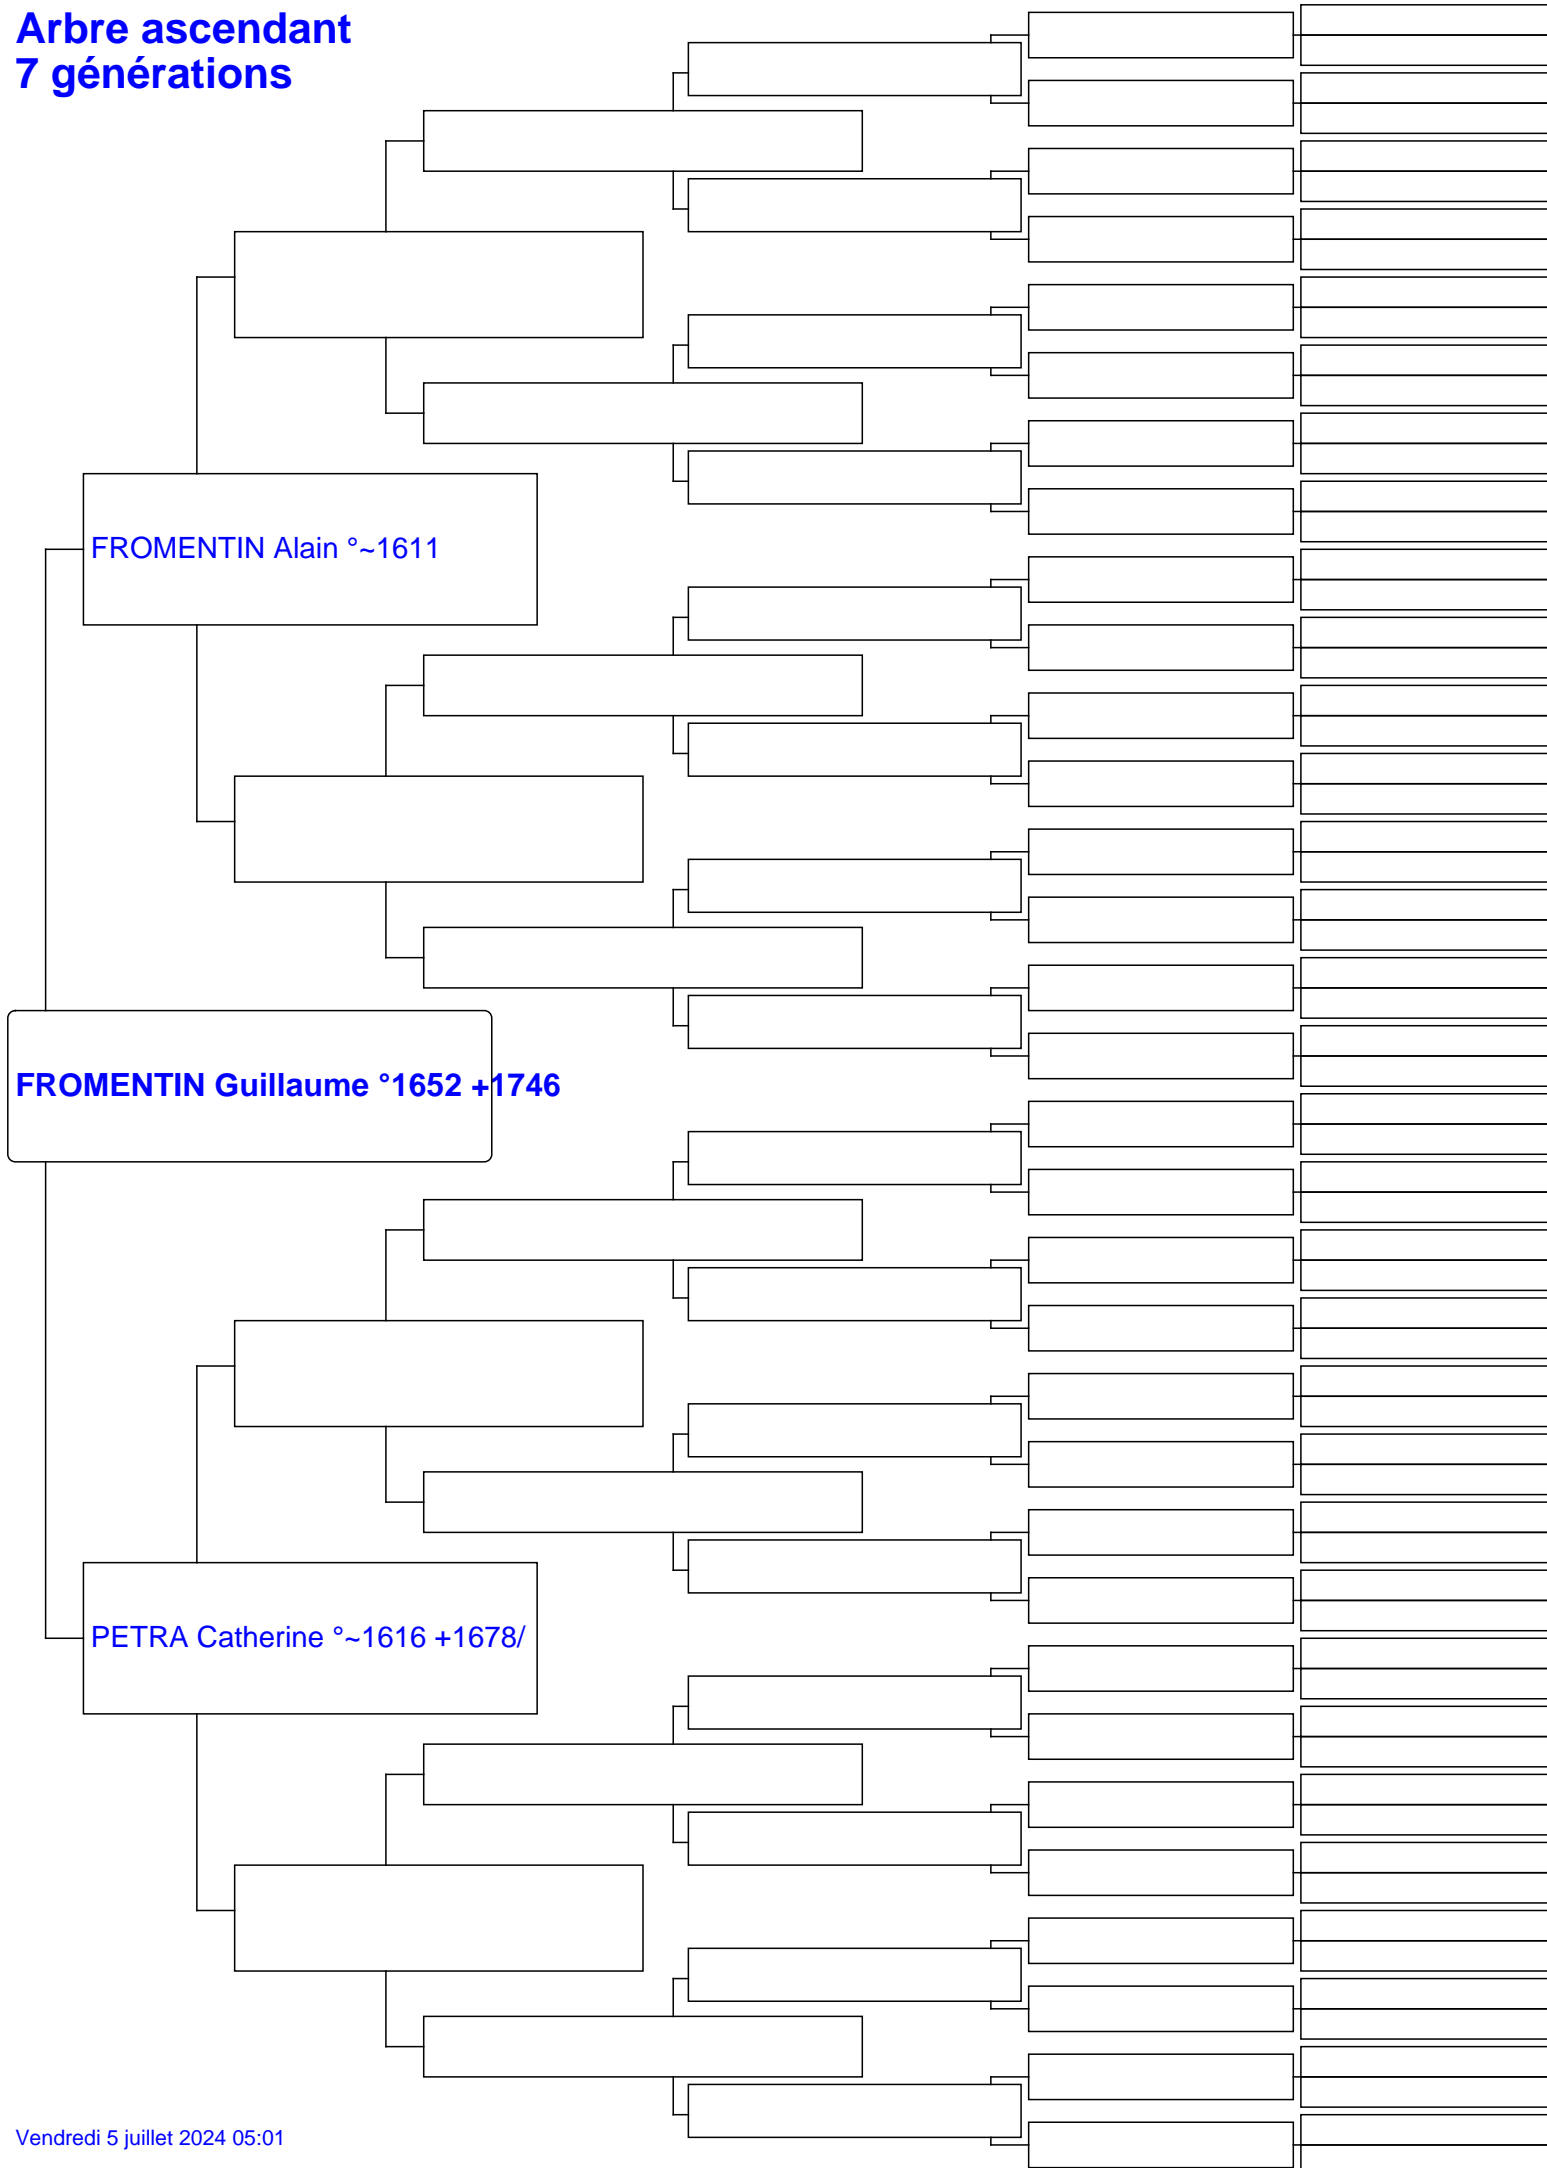 Arbre ascendant
7 générations
FROMENTIN Alain °~1611
FROMENTIN Guillaume °1652 +1746
PETRA Catherine °~1616 +1678/
Vendredi 5 juillet 2024 05:01